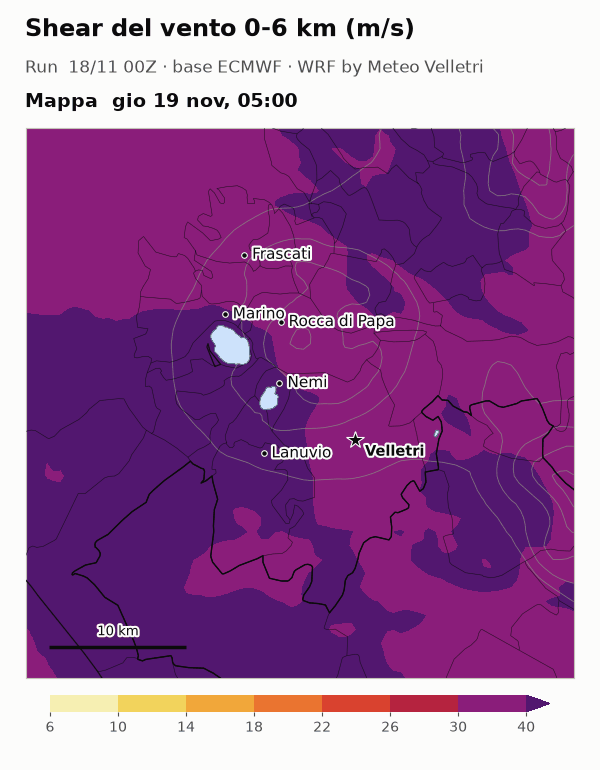 Shear del vento 0-6 km (m/s)
Run  18/11 00Z · base ECMWF · WRF by Meteo Velletri
Mappa  gio 19 nov, 05:00
Frascati
Marino
Rocca di Papa
Nemi
Velletri
Lanuvio
10 km
6 10 14 18 22 26 30 40